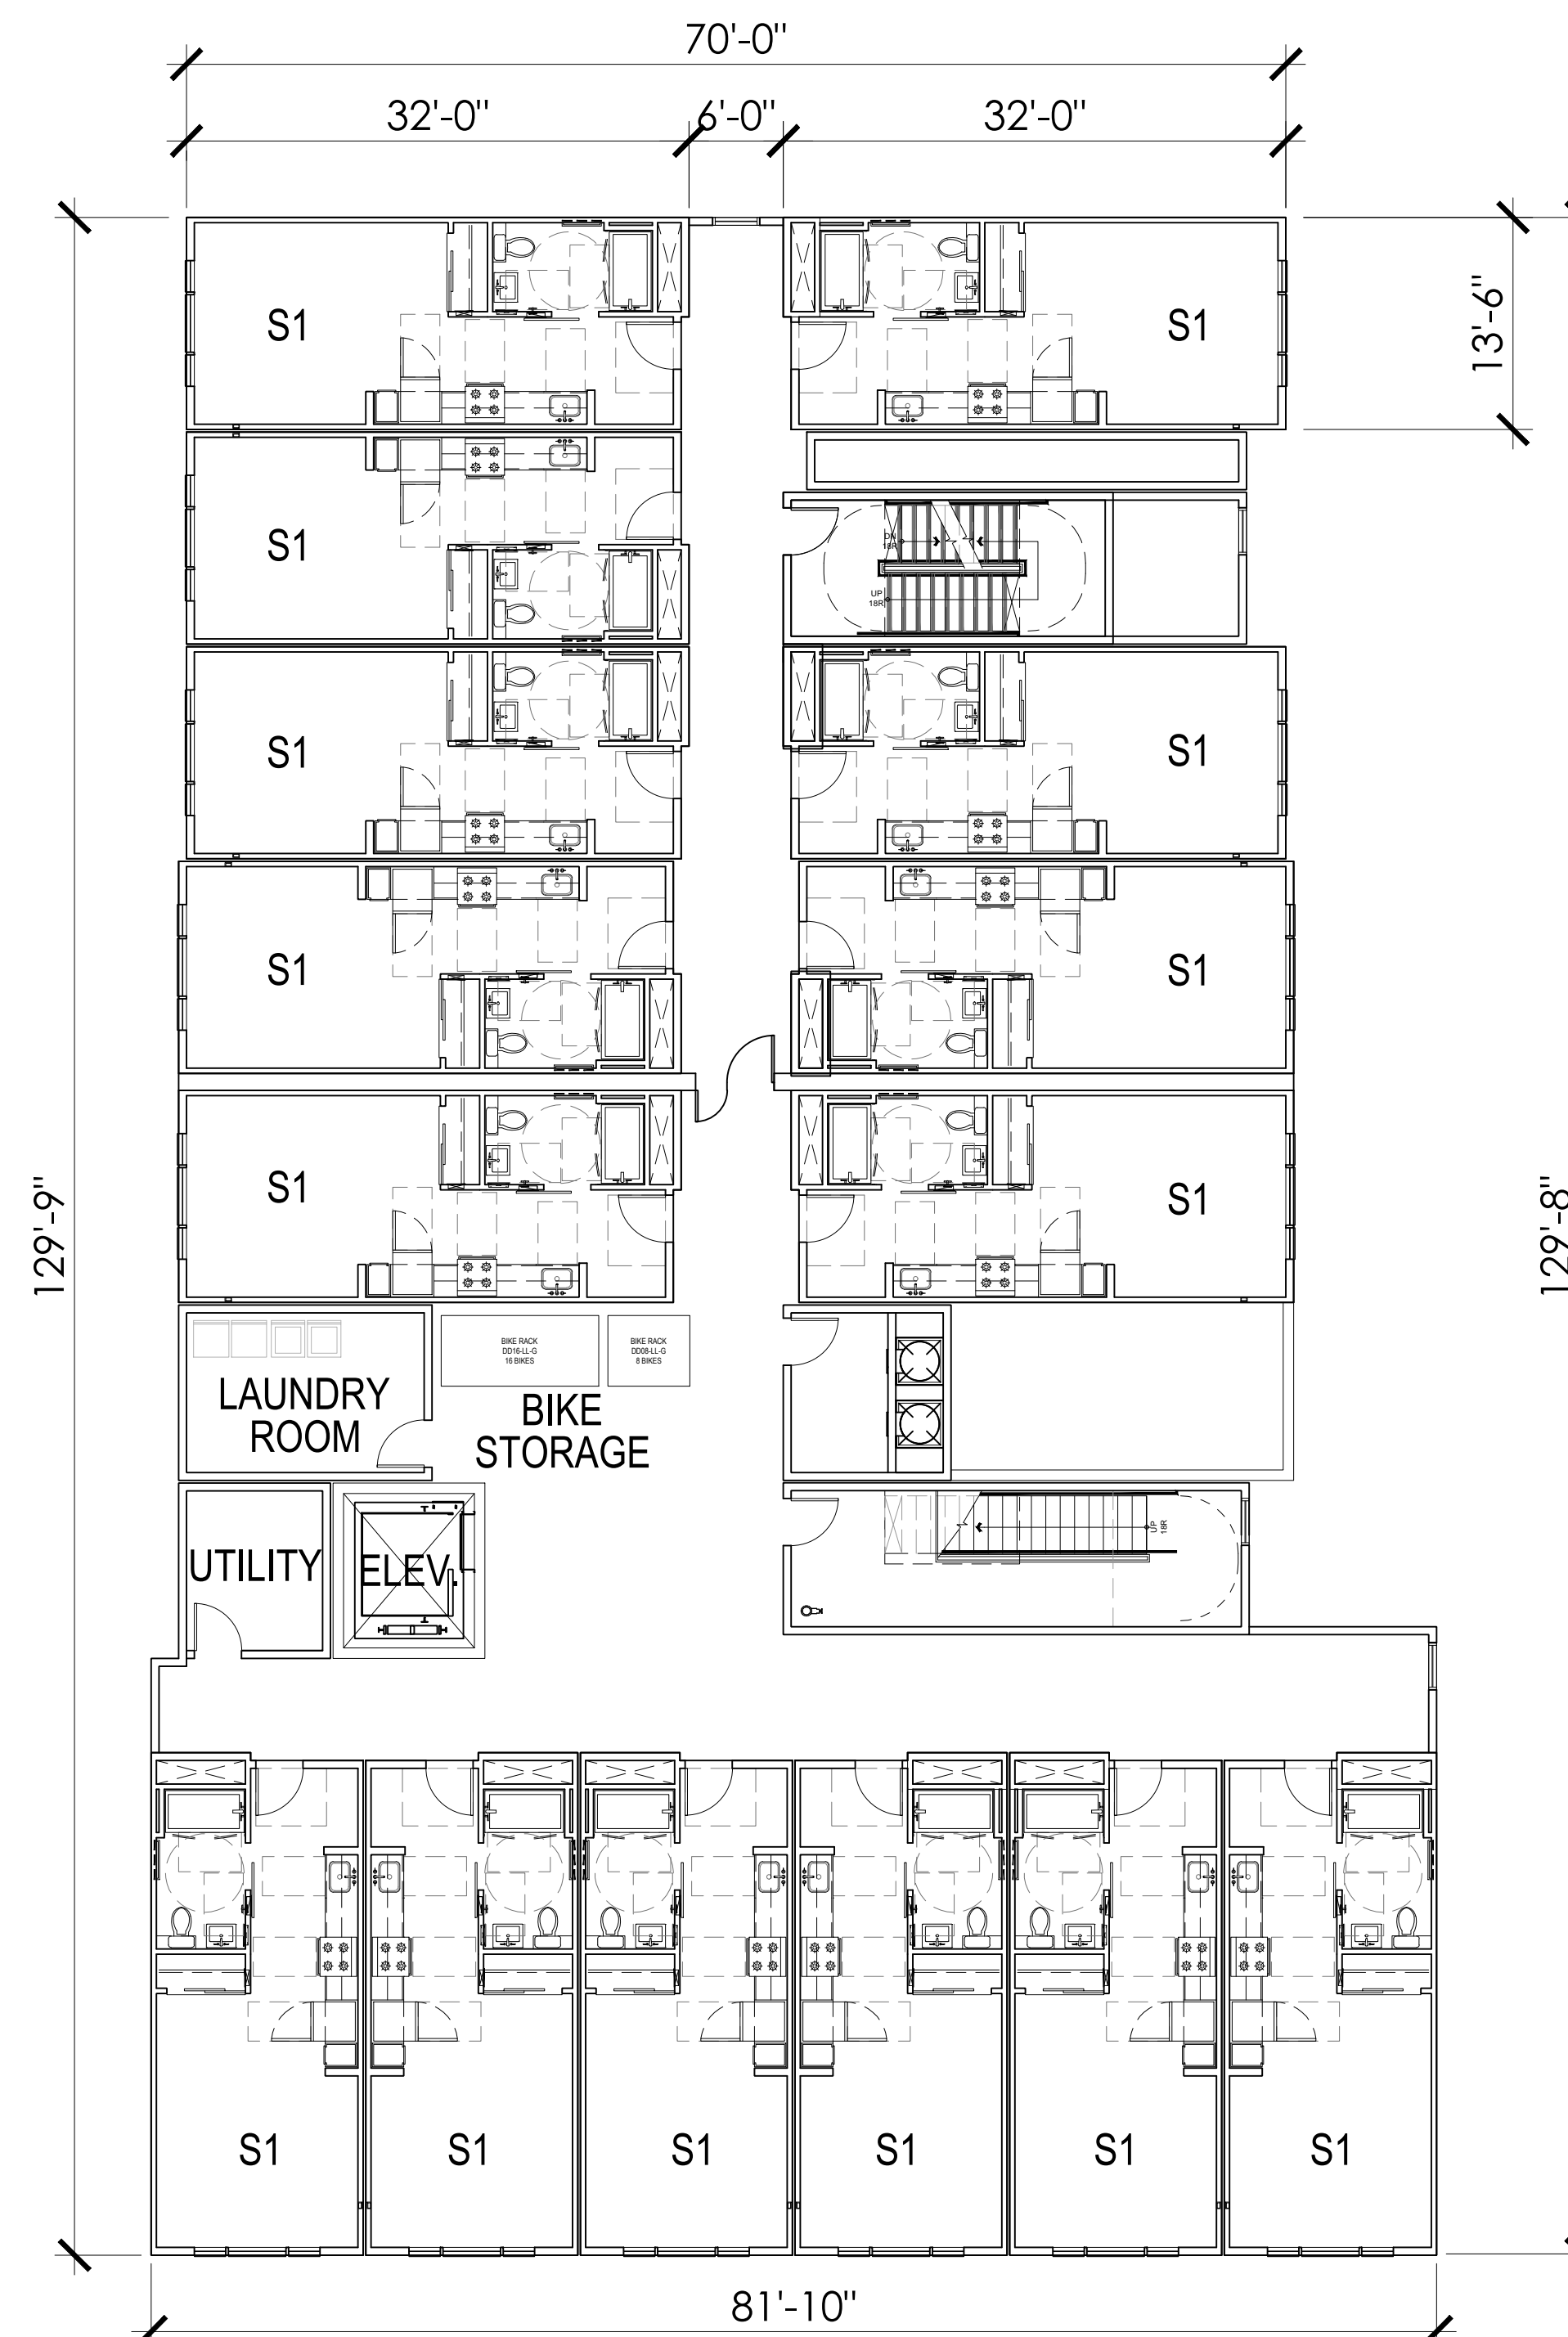 70'-0"
32'-0"
6'-0"
32'-0"
13'-6"
S1
S1
S1
DN
18R
UP
18R
S1
S1
S1
S1
S1
129'-9"
129'-8"
S1
S1
BIKE RACK
DD16-LL-G
16 BIKES
BIKE RACK
DD08-LL-G
8 BIKES
LAUNDRY
ROOM
BIKE
STORAGE
UP
18R
UTILITY
ELEV.
S1
S1
S1
S1
S1
S1
81'-10"